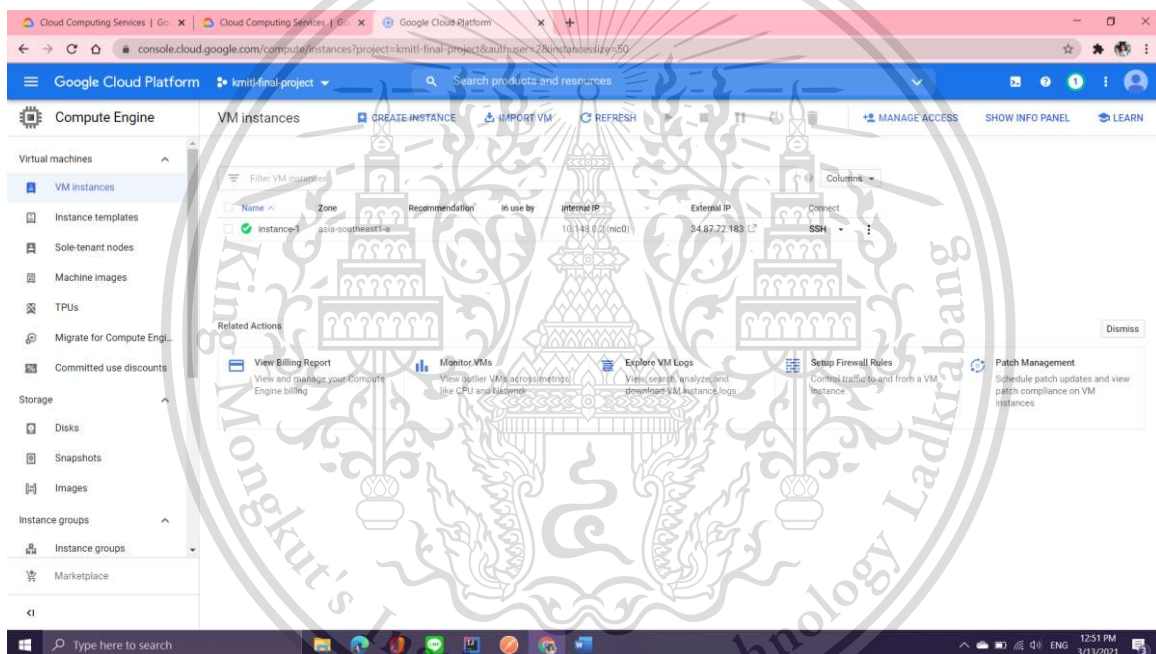 Cloud Computing Services | Go
Cloud Computing Services | G
Google Cloud Platform
console.cloud.google.com/compute/instances?project=kmitl-final-project&authuser=2&instancessize=50
Google Cloud Platform
kmitl-final-project
Search products and resources
1
Compute Engine
VM instances
CREATE INSTANCE
IMPORT VM
REFRESH
MANAGE ACCESS
SHOW INFO PANEL
LEARN
Virtual machines
VM instances
Instance templates
Sole-tenant nodes
Machine images
TPUs
Migrate for Compute Engi...
Committed use discounts
Storage
Disks
Snapshots
Images
Instance groups
Instance groups
Marketplace
Filter VM instances
Columns
Name Zone Recommendation In use by Internal IP External IP Connect
instance-1 asia-southeast1-a 10.148.0.2 (nic0) 34.87.72.183 SSH
Related Actions
Dismiss
View Billing Report
View and manage your Compute
Engine billing
Monitor VMs
View outlier VMs across metrics
like CPU and Network
Explore VM Logs
View, search, analyze, and
download VM instance logs
Setup Firewall Rules
Control traffic to and from a VM
instance
Patch Management
Schedule patch updates and view
patch compliance on VM
instances
King Mongkut's Institute of Technology Ladkrabang
Type here to search
ENG
12:51 PM
3/13/2021
3